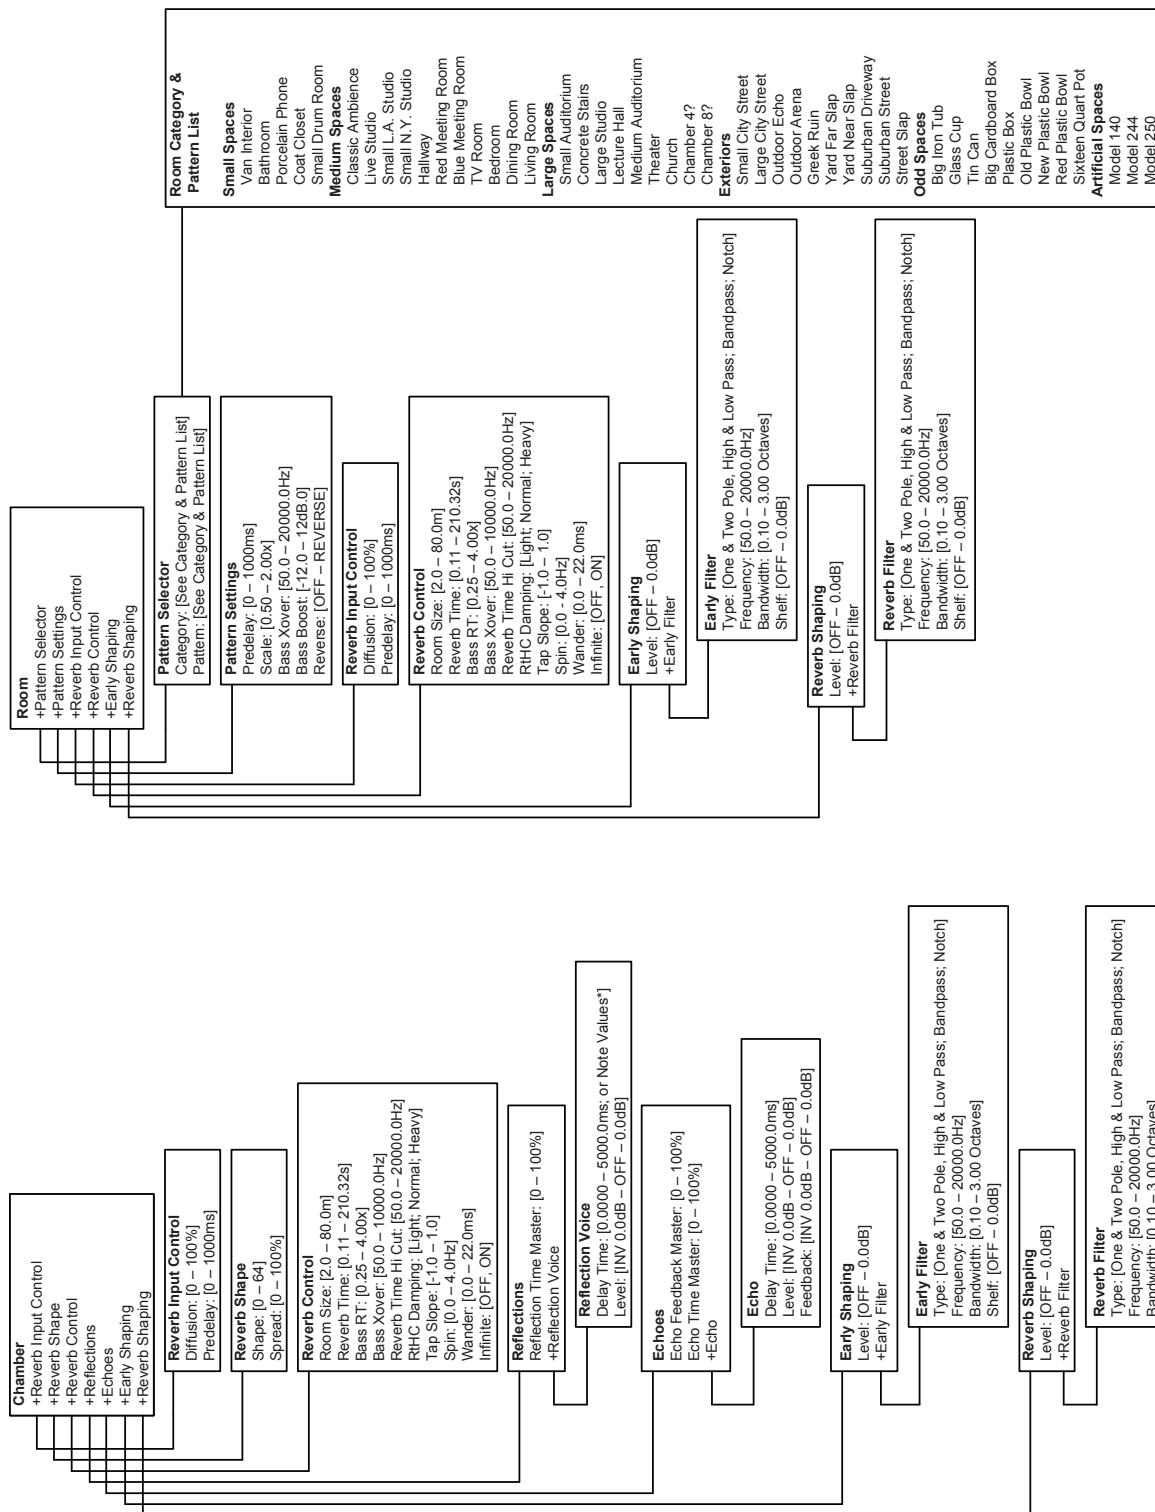 Chamber
+Reverb Input Control
+Reverb Shape
+Reverb Control
+Reflections
+Echoes
+Early Shaping
+Reverb Shaping
Reverb Input Control
Diffusion: [0 – 100%]
Predelay: [0 – 1000ms]
Reverb Shape
Shape: [0 – 64]
Spread: [0 – 100%]
Reverb Control
Room Size: [2.0 – 80.0m]
Reverb Time: [0.11 – 210.32s]
Bass RT: [0.25 – 4.00x]
Bass Xover: [50.0 – 10000.0Hz]
Reverb Time Hi Cut: [50.0 – 20000.0Hz]
RtHC Damping: [Light; Normal; Heavy]
Tap Slope: [-1.0 – 1.0]
Spin: [0.0 – 4.0Hz]
Wander: [0.0 – 22.0ms]
Infinite: [OFF, ON]
Reflections
Reflection Time Master: [0 – 100%]
+Reflection Voice
Reflection Voice
Delay Time: [0.0000 – 5000.0ms; or Note Values*]
Level: [INV 0.0dB – OFF – 0.0dB]
Echoes
Echo Feedback Master: [0 – 100%]
Echo Time Master: [0 – 100%]
+Echo
Echo
Delay Time: [0.0000 – 5000.0ms]
Level: [INV 0.0dB – OFF – 0.0dB]
Feedback: [INV 0.0dB – OFF – 0.0dB]
Early Shaping
Level: [OFF – 0.0dB]
+Early Filter
Early Filter
Type: [One & Two Pole, High & Low Pass; Bandpass; Notch]
Frequency: [50.0 – 20000.0Hz]
Bandwidth: [0.10 – 3.00 Octaves]
Shelf: [OFF – 0.0dB]
Reverb Shaping
Level: [OFF – 0.0dB]
+Reverb Filter
Reverb Filter
Type: [One & Two Pole, High & Low Pass; Bandpass; Notch]
Frequency: [50.0 – 20000.0Hz]
Bandwidth: [0.10 – 3.00 Octaves]
Room
+Pattern Selector
+Pattern Settings
+Reverb Input Control
+Reverb Control
+Early Shaping
+Reverb Shaping
Pattern Selector
Category: [See Category & Pattern List]
Pattern: [See Category & Pattern List]
Pattern Settings
Predelay: [0 – 1000ms]
Scale: [0.50 – 2.00x]
Bass Xover: [50.0 – 20000.0Hz]
Bass Boost: [-12.0 – 12dB.0]
Reverse: [OFF – REVERSE]
Reverb Input Control
Diffusion: [0 – 100%]
Predelay: [0 – 1000ms]
Reverb Control
Room Size: [2.0 – 80.0m]
Reverb Time: [0.11 – 210.32s]
Bass RT: [0.25 – 4.00x]
Bass Xover: [50.0 – 10000.0Hz]
Reverb Time Hi Cut: [50.0 – 20000.0Hz]
RtHC Damping: [Light; Normal; Heavy]
Tap Slope: [-1.0 – 1.0]
Spin: [0.0 - 4.0Hz]
Wander: [0.0 – 22.0ms]
Infinite: [OFF, ON]
Early Shaping
Level: [OFF – 0.0dB]
+Early Filter
Early Filter
Type: [One & Two Pole, High & Low Pass; Bandpass; Notch]
Frequency: [50.0 – 20000.0Hz]
Bandwidth: [0.10 – 3.00 Octaves]
Shelf: [OFF – 0.0dB]
Reverb Shaping
Level: [OFF – 0.0dB]
+Reverb Filter
Reverb Filter
Type: [One & Two Pole, High & Low Pass; Bandpass; Notch]
Frequency: [50.0 – 20000.0Hz]
Bandwidth: [0.10 – 3.00 Octaves]
Shelf: [OFF – 0.0dB]
Room Category &
Pattern List
Small Spaces
Van Interior
Bathroom
Porcelain Phone
Coat Closet
Small Drum Room
Medium Spaces
Classic Ambience
Live Studio
Small L.A. Studio
Small N.Y. Studio
Hallway
Red Meeting Room
Blue Meeting Room
TV Room
Bedroom
Dining Room
Living Room
Large Spaces
Small Auditorium
Concrete Stairs
Large Studio
Lecture Hall
Medium Auditorium
Theater
Church
Chamber 4?
Chamber 8?
Exteriors
Small City Street
Large City Street
Outdoor Echo
Outdoor Arena
Greek Ruin
Yard Far Slap
Yard Near Slap
Suburban Driveway
Suburban Street
Street Slap
Odd Spaces
Big Iron Tub
Glass Cup
Tin Can
Big Cardboard Box
Plastic Box
Old Plastic Bowl
New Plastic Bowl
Red Plastic Bowl
Sixteen Quart Pot
Artificial Spaces
Model 140
Model 244
Model 250